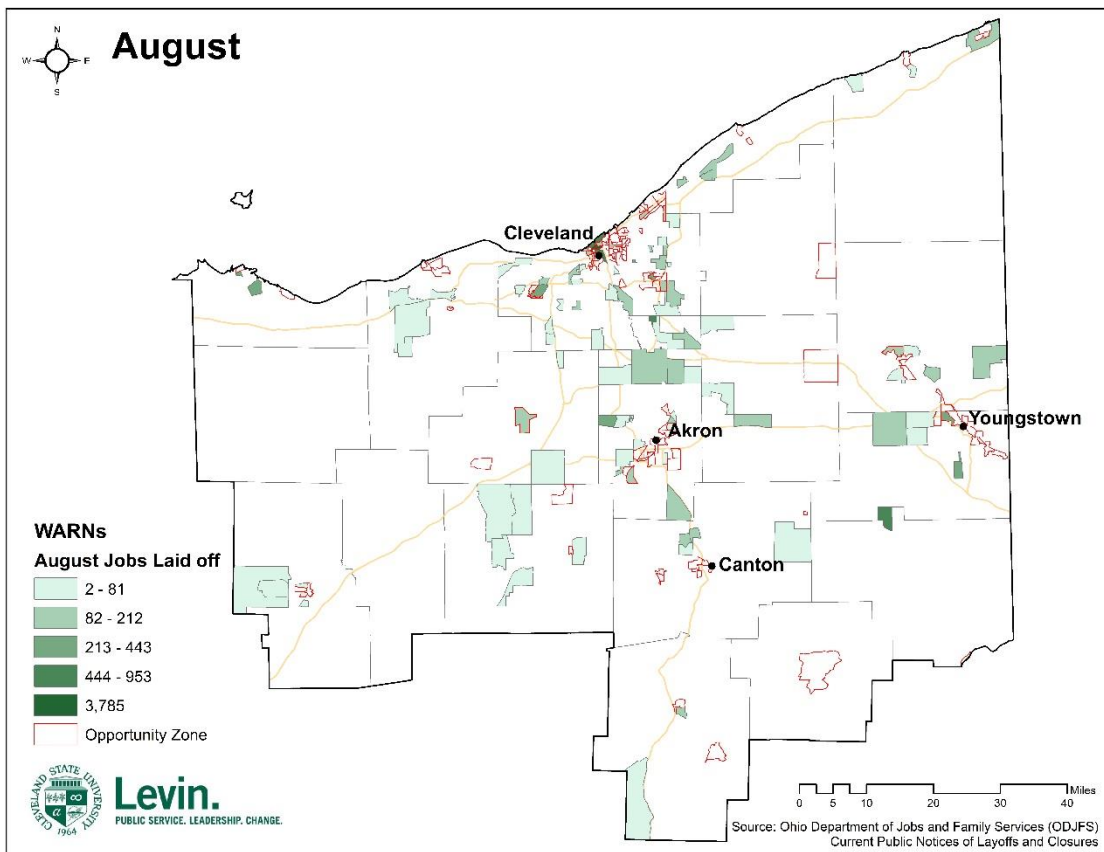 August
N
W E
S
Cleveland
Akron
Youngstown
Canton
WARNs
August Jobs Laid off
2 - 81
82 - 212
213 - 443
444 - 953
3,785
Opportunity Zone
CLEVELAND STATE UNIVERSITY
1964
Levin.
PUBLIC SERVICE. LEADERSHIP. CHANGE.
Miles
0 5 10 20 30 40
Source: Ohio Department of Jobs and Family Services (ODJFS)
Current Public Notices of Layoffs and Closures